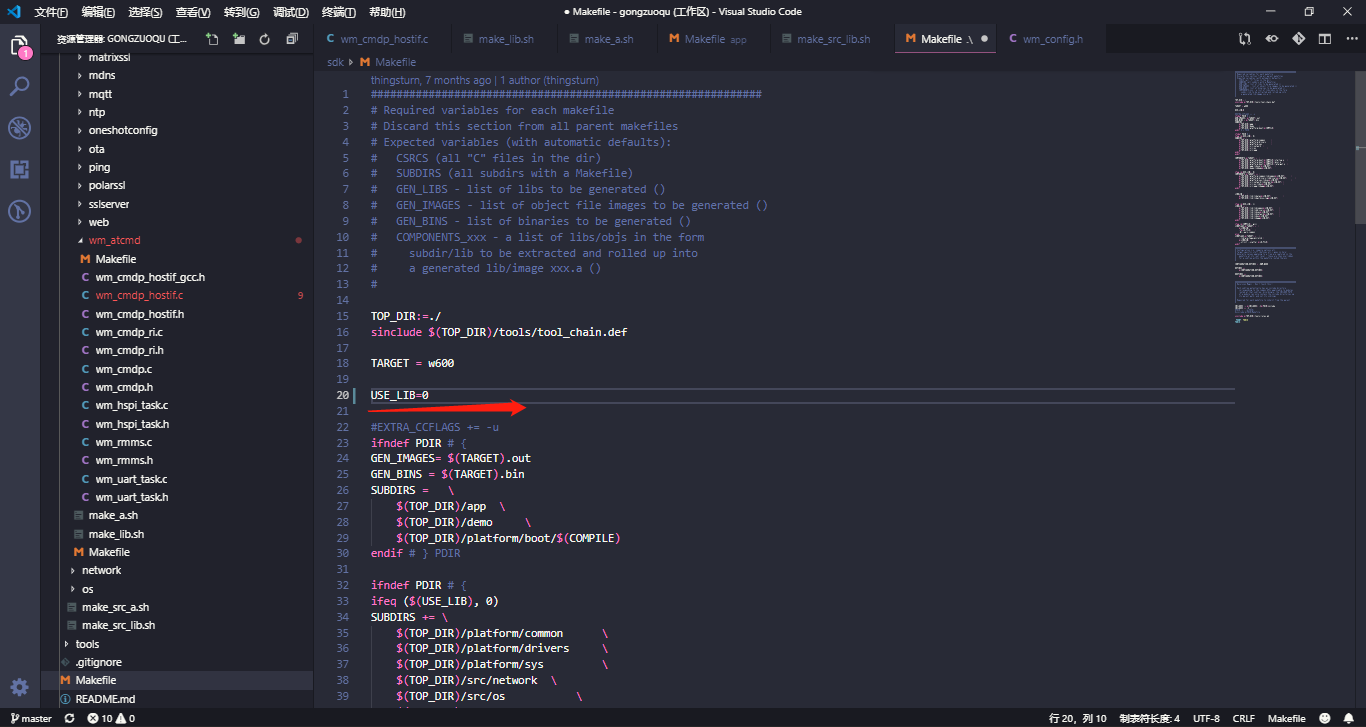 文件(F) 编辑(E) 选择(S) 查看(V) 转到(G) 调试(D) 终端(T) 帮助(H) ● Makefile - gongzuoqu (工作区) - Visual Studio Code
资源管理器: GONGZUOQU (工...
1
matrixssl
mdns
mqtt
ntp
oneshotconfig
ota
ping
polarssl
sslserver
web
wm_atcmd
M Makefile
C wm_cmdp_hostif_gcc.h
C wm_cmdp_hostif.c 9
C wm_cmdp_hostif.h
C wm_cmdp_ri.c
C wm_cmdp_ri.h
C wm_cmdp.c
C wm_cmdp.h
C wm_hspi_task.c
C wm_hspi_task.h
C wm_rmms.c
C wm_rmms.h
C wm_uart_task.c
C wm_uart_task.h
make_a.sh
make_lib.sh
M Makefile
network
os
make_src_a.sh
make_src_lib.sh
tools
.gitignore
M Makefile
README.md
C wm_cmdp_hostif.c make_lib.sh make_a.sh M Makefile app make_src_lib.sh M Makefile .\ ● C wm_config.h
sdk M Makefile
thingsturn, 7 months ago | 1 author (thingsturn)
1 #############################################################
2 # Required variables for each makefile
3 # Discard this section from all parent makefiles
4 # Expected variables (with automatic defaults):
5 #   CSRCS (all "C" files in the dir)
6 #   SUBDIRS (all subdirs with a Makefile)
7 #   GEN_LIBS - list of libs to be generated ()
8 #   GEN_IMAGES - list of object file images to be generated ()
9 #   GEN_BINS - list of binaries to be generated ()
10 #   COMPONENTS_xxx - a list of libs/objs in the form
11 #     subdir/lib to be extracted and rolled up into
12 #     a generated lib/image xxx.a ()
13 #
14
15 TOP_DIR:=./
16 sinclude $(TOP_DIR)/tools/tool_chain.def
17
18 TARGET = w600
19
20 USE_LIB=0
21
22 #EXTRA_CCFLAGS += -u
23 ifndef PDIR # {
24 GEN_IMAGES= $(TARGET).out
25 GEN_BINS = $(TARGET).bin
26 SUBDIRS =   \
27     $(TOP_DIR)/app  \
28     $(TOP_DIR)/demo     \
29     $(TOP_DIR)/platform/boot/$(COMPILE)
30 endif # } PDIR
31
32 ifndef PDIR # {
33 ifeq ($(USE_LIB), 0)
34 SUBDIRS += \
35     $(TOP_DIR)/platform/common      \
36     $(TOP_DIR)/platform/drivers     \
37     $(TOP_DIR)/platform/sys         \
38     $(TOP_DIR)/src/network  \
39     $(TOP_DIR)/src/os           \
master 10 0 行 20，列 10 制表符长度: 4 UTF-8 CRLF Makefile